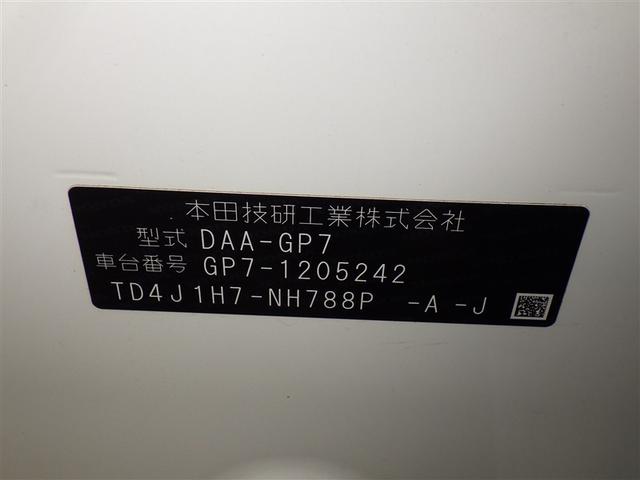 本田技研工業株式会社
型式 DAA-GP7
車台番号 GP7-1205242
TD4J1H7-NH788P -A -J